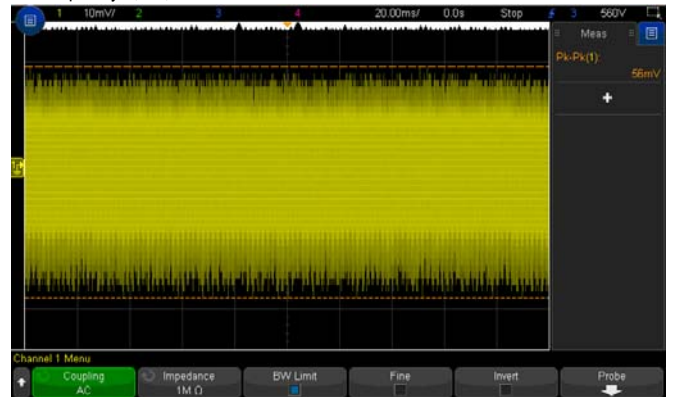 1 10mV/ 2 3 4 20.00ms/ 0.0s Stop 3 560V
Meas
Pk-Pk(1):
56mV
Channel 1 Menu
Coupling
AC
Impedance
1M Ω
BW Limit
Fine
Invert
Probe